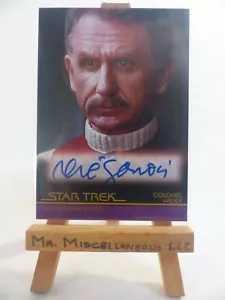 STAR TREK
COLONEL
WEST
MR. MISCELLANEOUS LLC